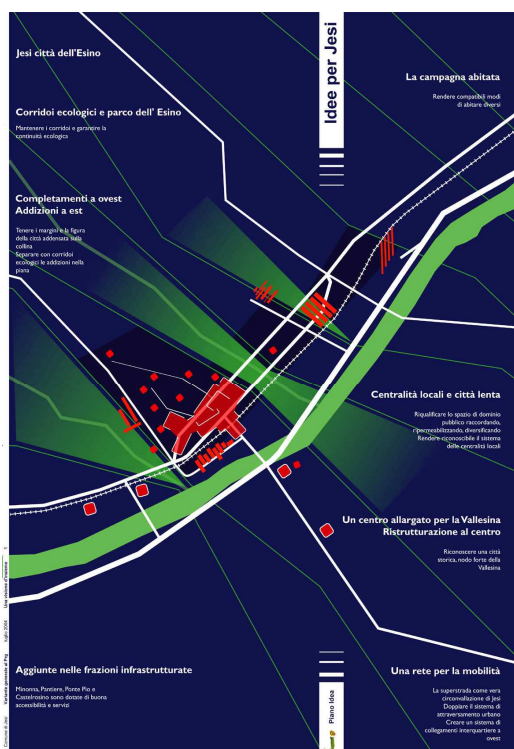 Idee per Jesi
Jesi città dell'Esino
Corridoi ecologici e parco dell' Esino
Mantenere i corridoi e garantire la
continuità ecologica
Completamenti a ovest
Addizioni a est
Tenere i margini e la figura
della città addensata sulla
collina
Separare con corridoi
ecologici le addizioni nella
piana
La campagna abitata
Rendere compatibili modi
di abitare diversi
Centralità locali e città lenta
Riqualificare lo spazio di dominio
pubblico raccordando,
ripermeabilizzando, diversificando
Rendere riconoscibile il sistema
delle centralità locali
Un centro allargato per la Vallesina
Ristrutturazione al centro
Riconoscere una città
storica, nodo forte della
Vallesina
Aggiunte nelle frazioni infrastrutturate
Minonna, Pantiere, Ponte Pio e
Castelrosino sono dotate di buona
accessibilità e servizi
Una rete per la mobilità
La superstrada come vera
circonvallazione di Jesi
Doppiare il sistema di
attraversamento urbano
Creare un sistema di
collegamenti interquartiere a
ovest
Piano Idea
Comune di Jesi Variante generale al Prg luglio 2004 Una visione d'insieme 1